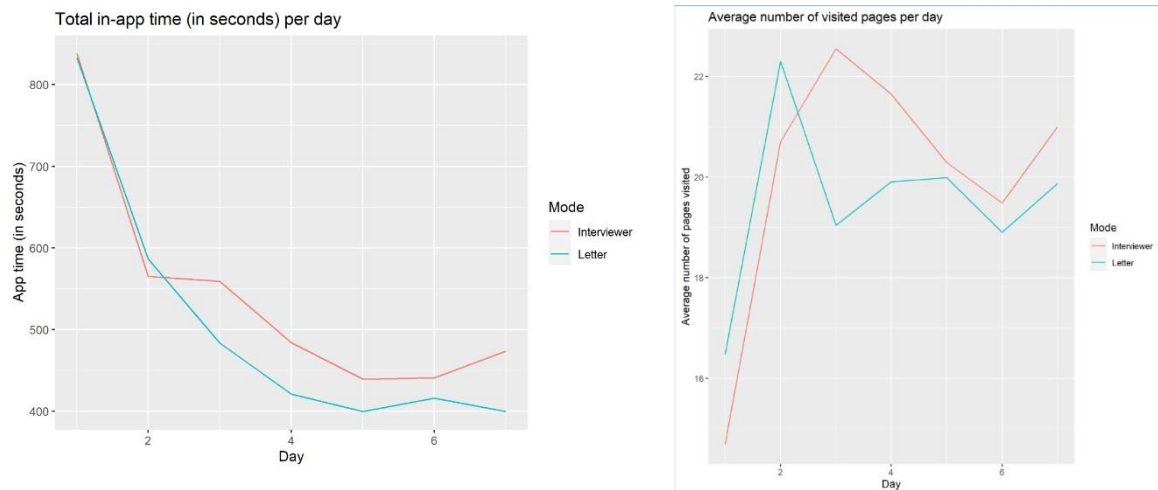 Total in-app time (in seconds) per day
App time (in seconds)
800
700
600
500
400
2
4
6
Day
Mode
Interviewer
Letter
Average number of visited pages per day
Average number of pages visited
22
20
18
16
2
4
6
Day
Mode
Interviewer
Letter